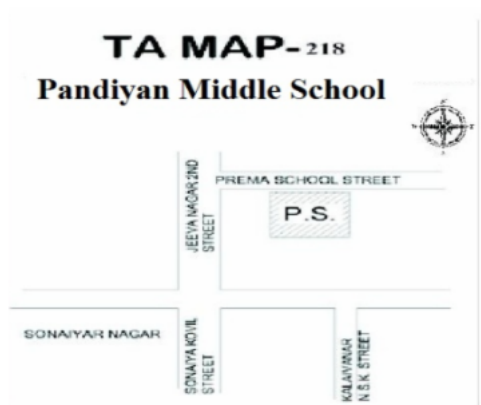 TA MAP-218
Pandiyan Middle School
N
JEEVA NAGAR 2ND
STREET
PREMA SCHOOL STREET
P.S.
SONAIYAR NAGAR
SONAIYA KOVIL
STREET
KALAIVANAR
N.S.K. STREET